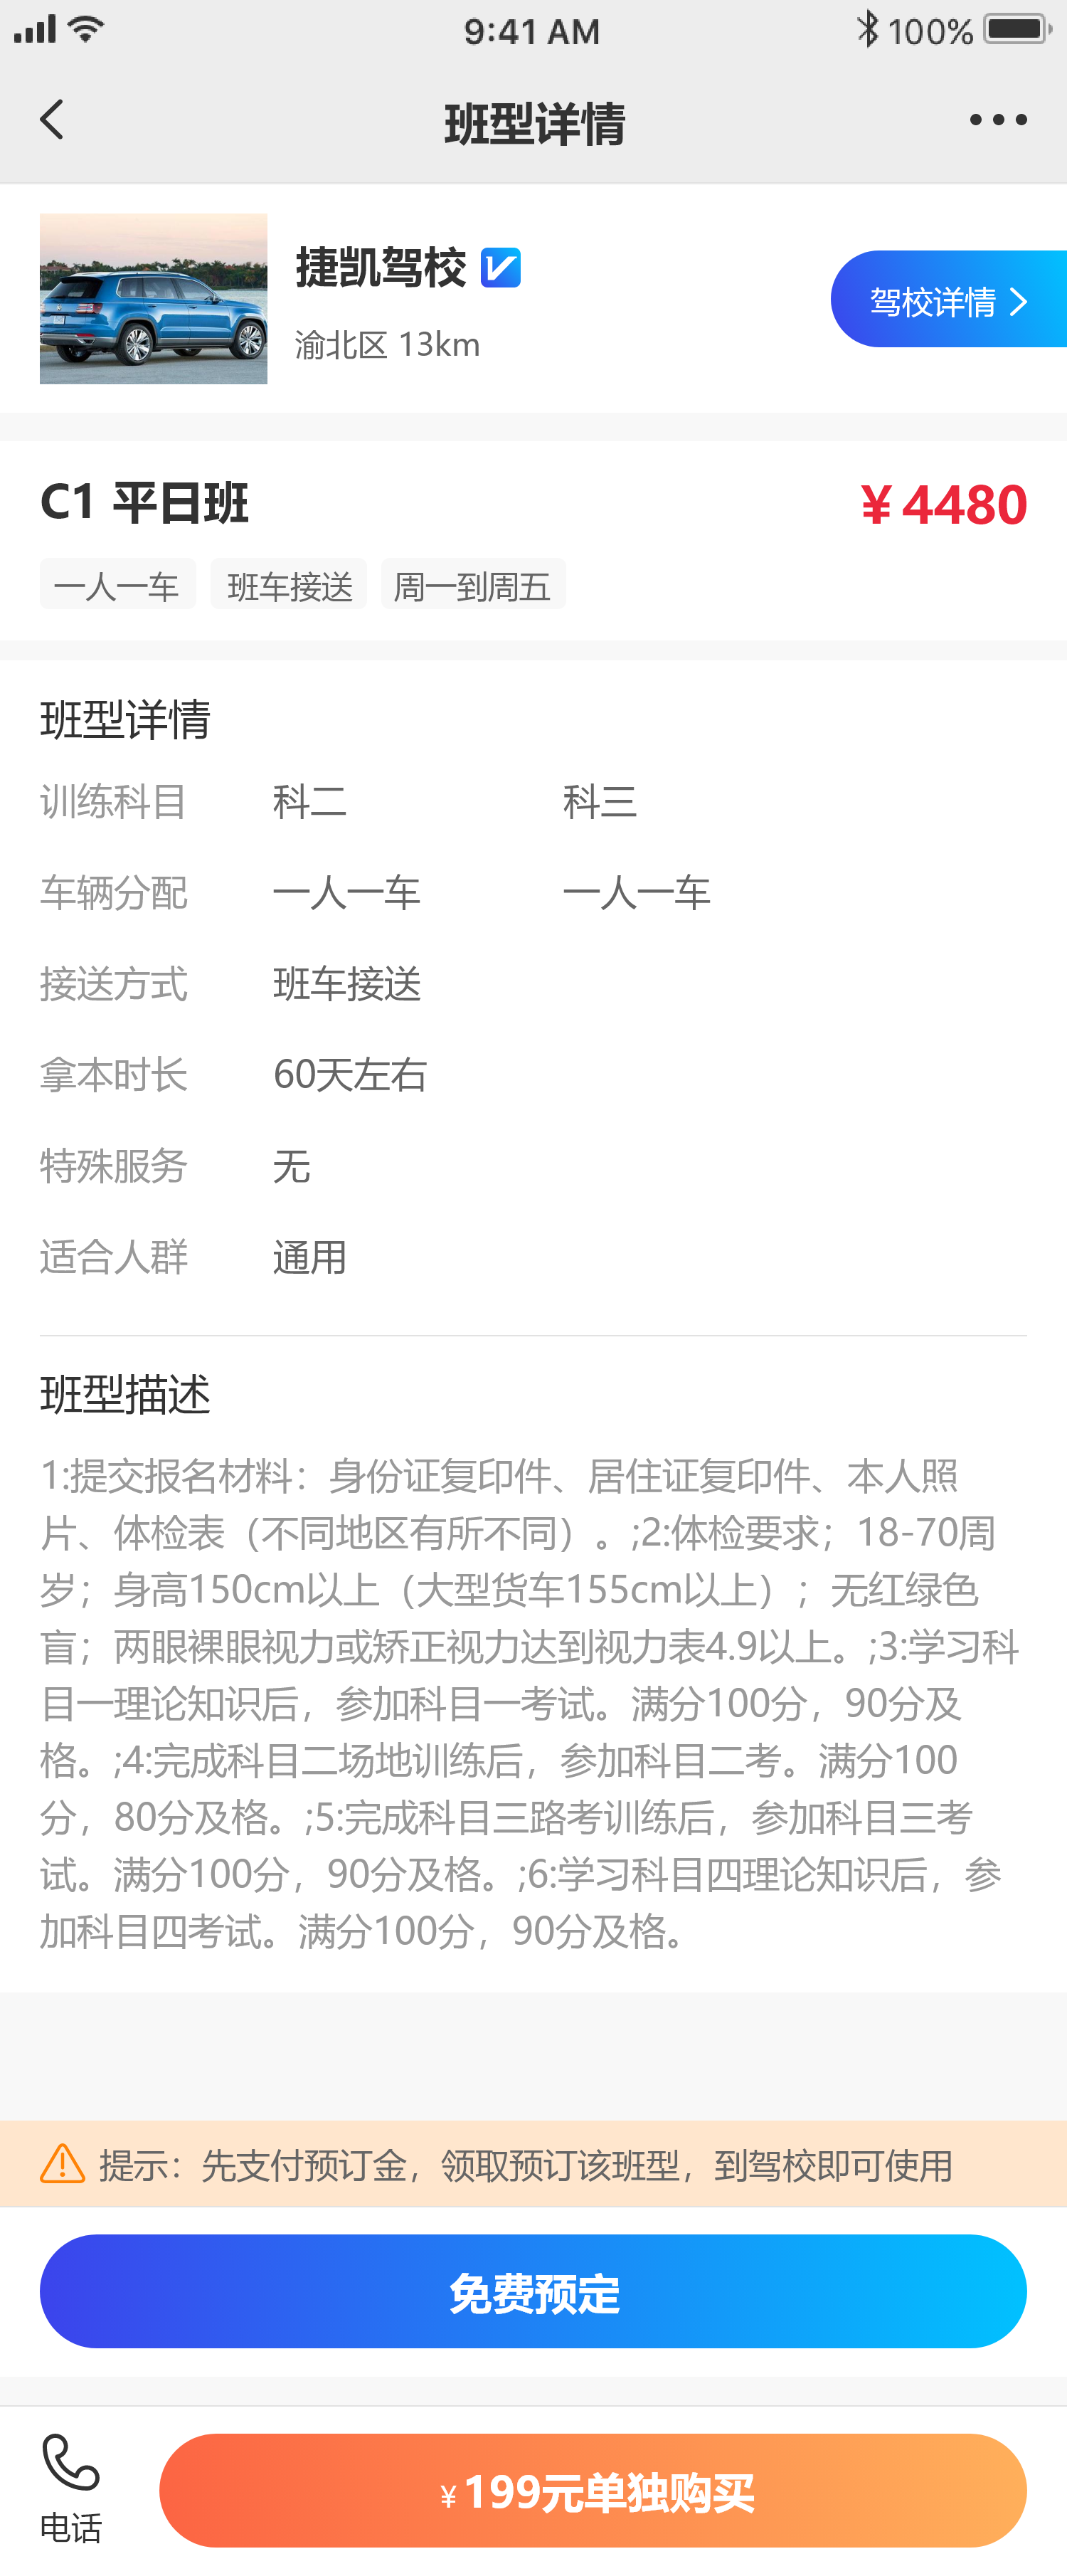 9:41 AM
100%
班型详情
捷凯驾校
渝北区 13km
驾校详情
C1 平日班
¥4480
一人一车 班车接送 周一到周五
班型详情
训练科目 科二 科三
车辆分配 一人一车 一人一车
接送方式 班车接送
拿本时长 60天左右
特殊服务 无
适合人群 通用
班型描述
1:提交报名材料：身份证复印件、居住证复印件、本人照
片、体检表（不同地区有所不同）。;2:体检要求；18-70周
岁；身高150cm以上（大型货车155cm以上）；无红绿色
盲；两眼裸眼视力或矫正视力达到视力表4.9以上。;3:学习科
目一理论知识后，参加科目一考试。满分100分，90分及
格。;4:完成科目二场地训练后，参加科目二考。满分100
分，80分及格。;5:完成科目三路考训练后，参加科目三考
试。满分100分，90分及格。;6:学习科目四理论知识后，参
加科目四考试。满分100分，90分及格。
提示：先支付预订金，领取预订该班型，到驾校即可使用
免费预定
电话
¥199元单独购买